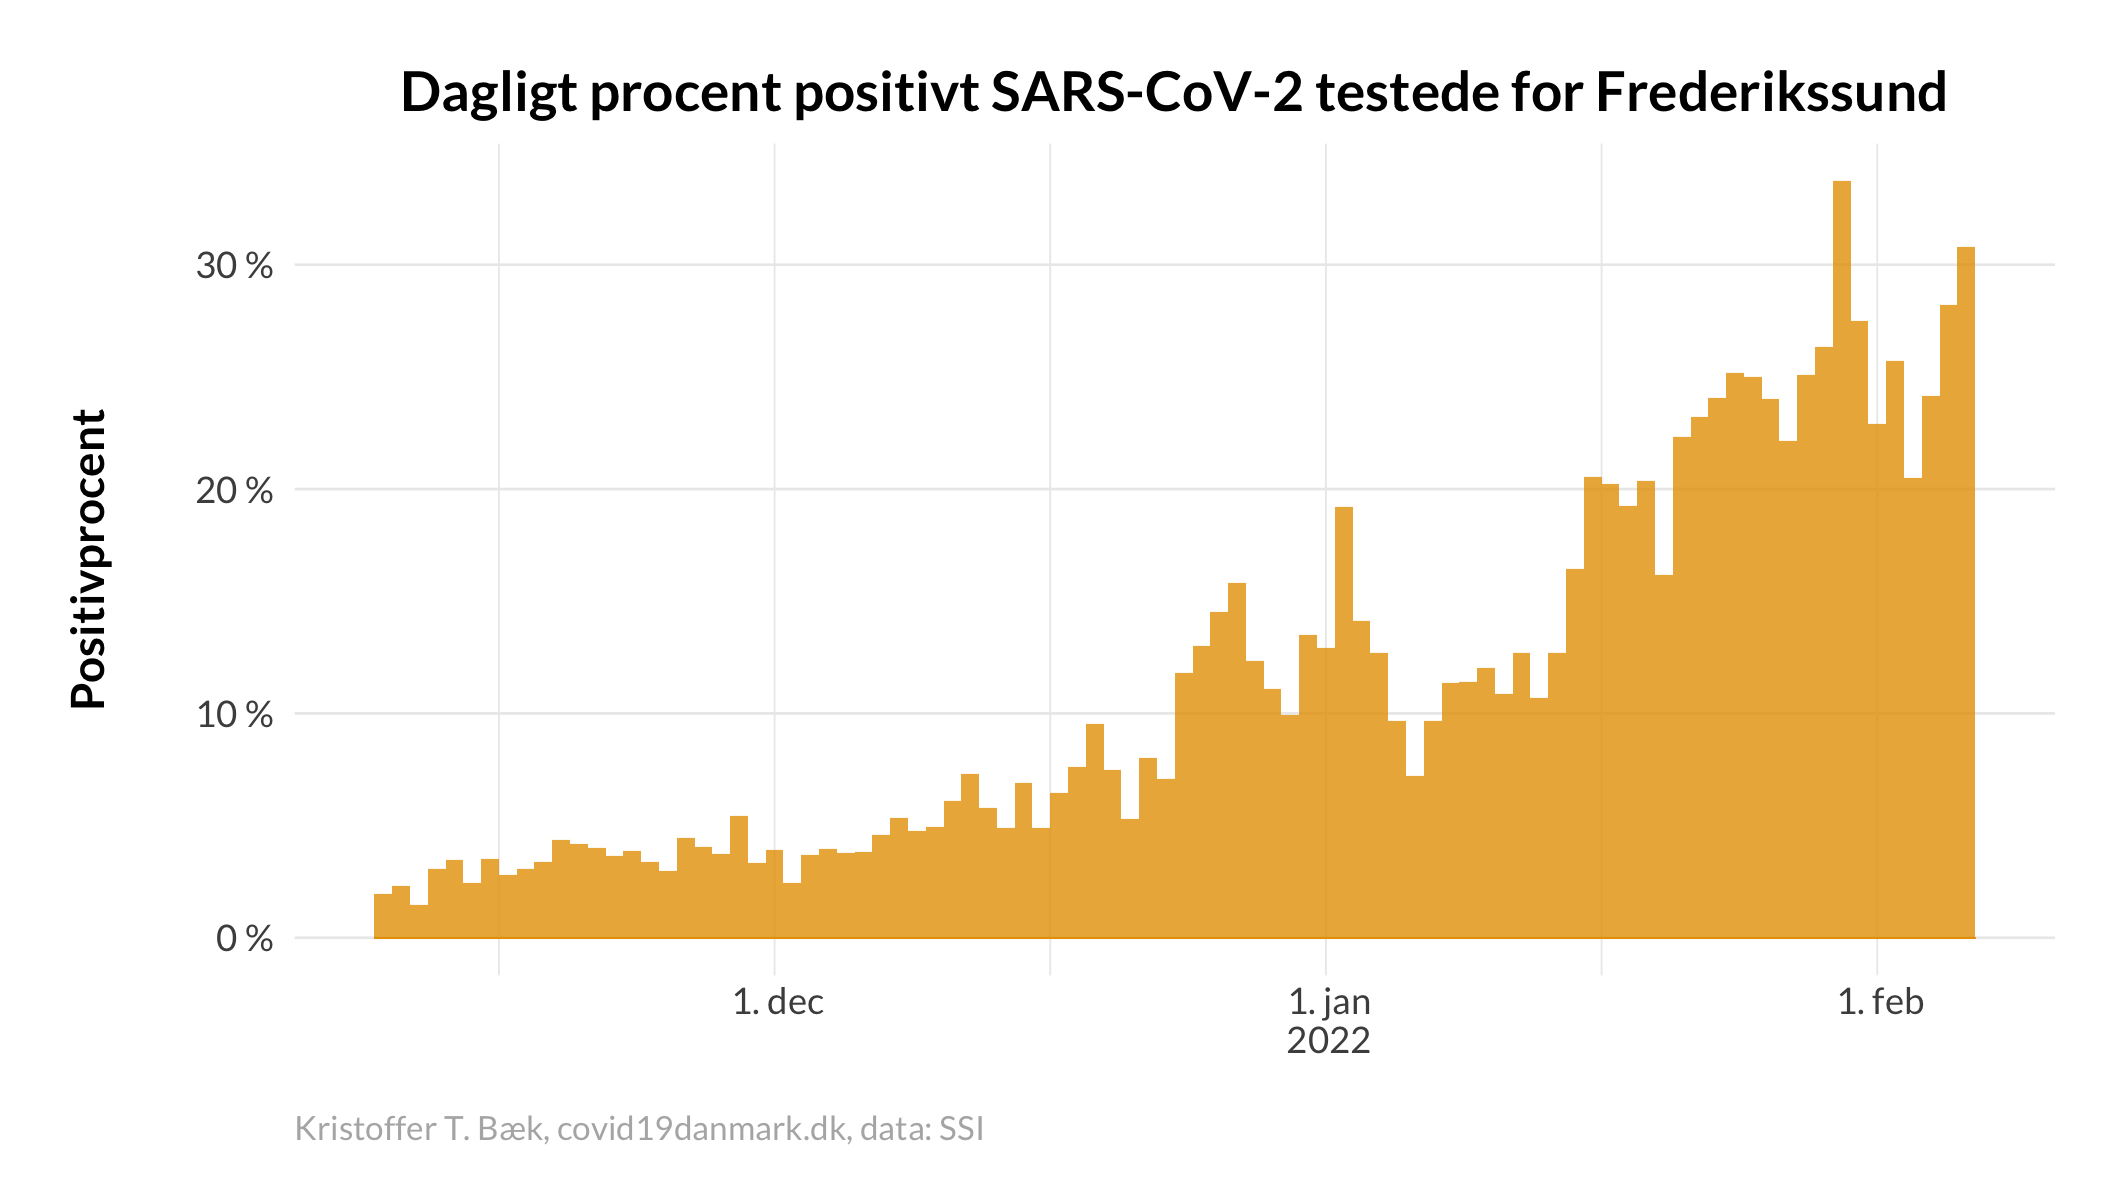 Dagligt procent positivt SARS-CoV-2 testede for Frederikssund
Positivprocent
30 %
20 %
10 %
0 %
1. dec
1. jan
2022
1. feb
Kristoffer T. Bæk, covid19danmark.dk, data: SSI